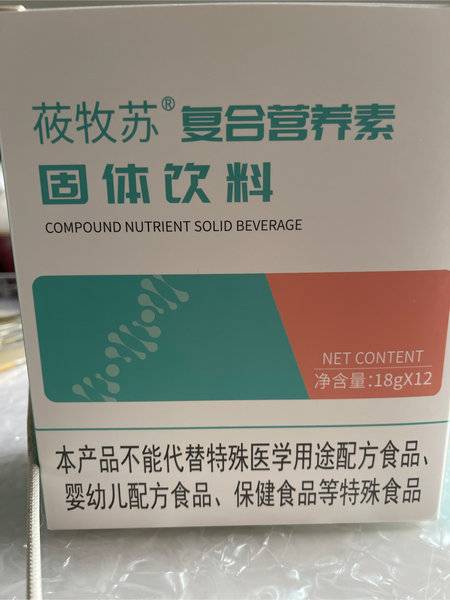 莜牧苏®复合营养素
固体饮料
COMPOUND NUTRIENT SOLID BEVERAGE
NET CONTENT
净含量:18gX12
本产品不能代替特殊医学用途配方食品、
婴幼儿配方食品、保健食品等特殊食品